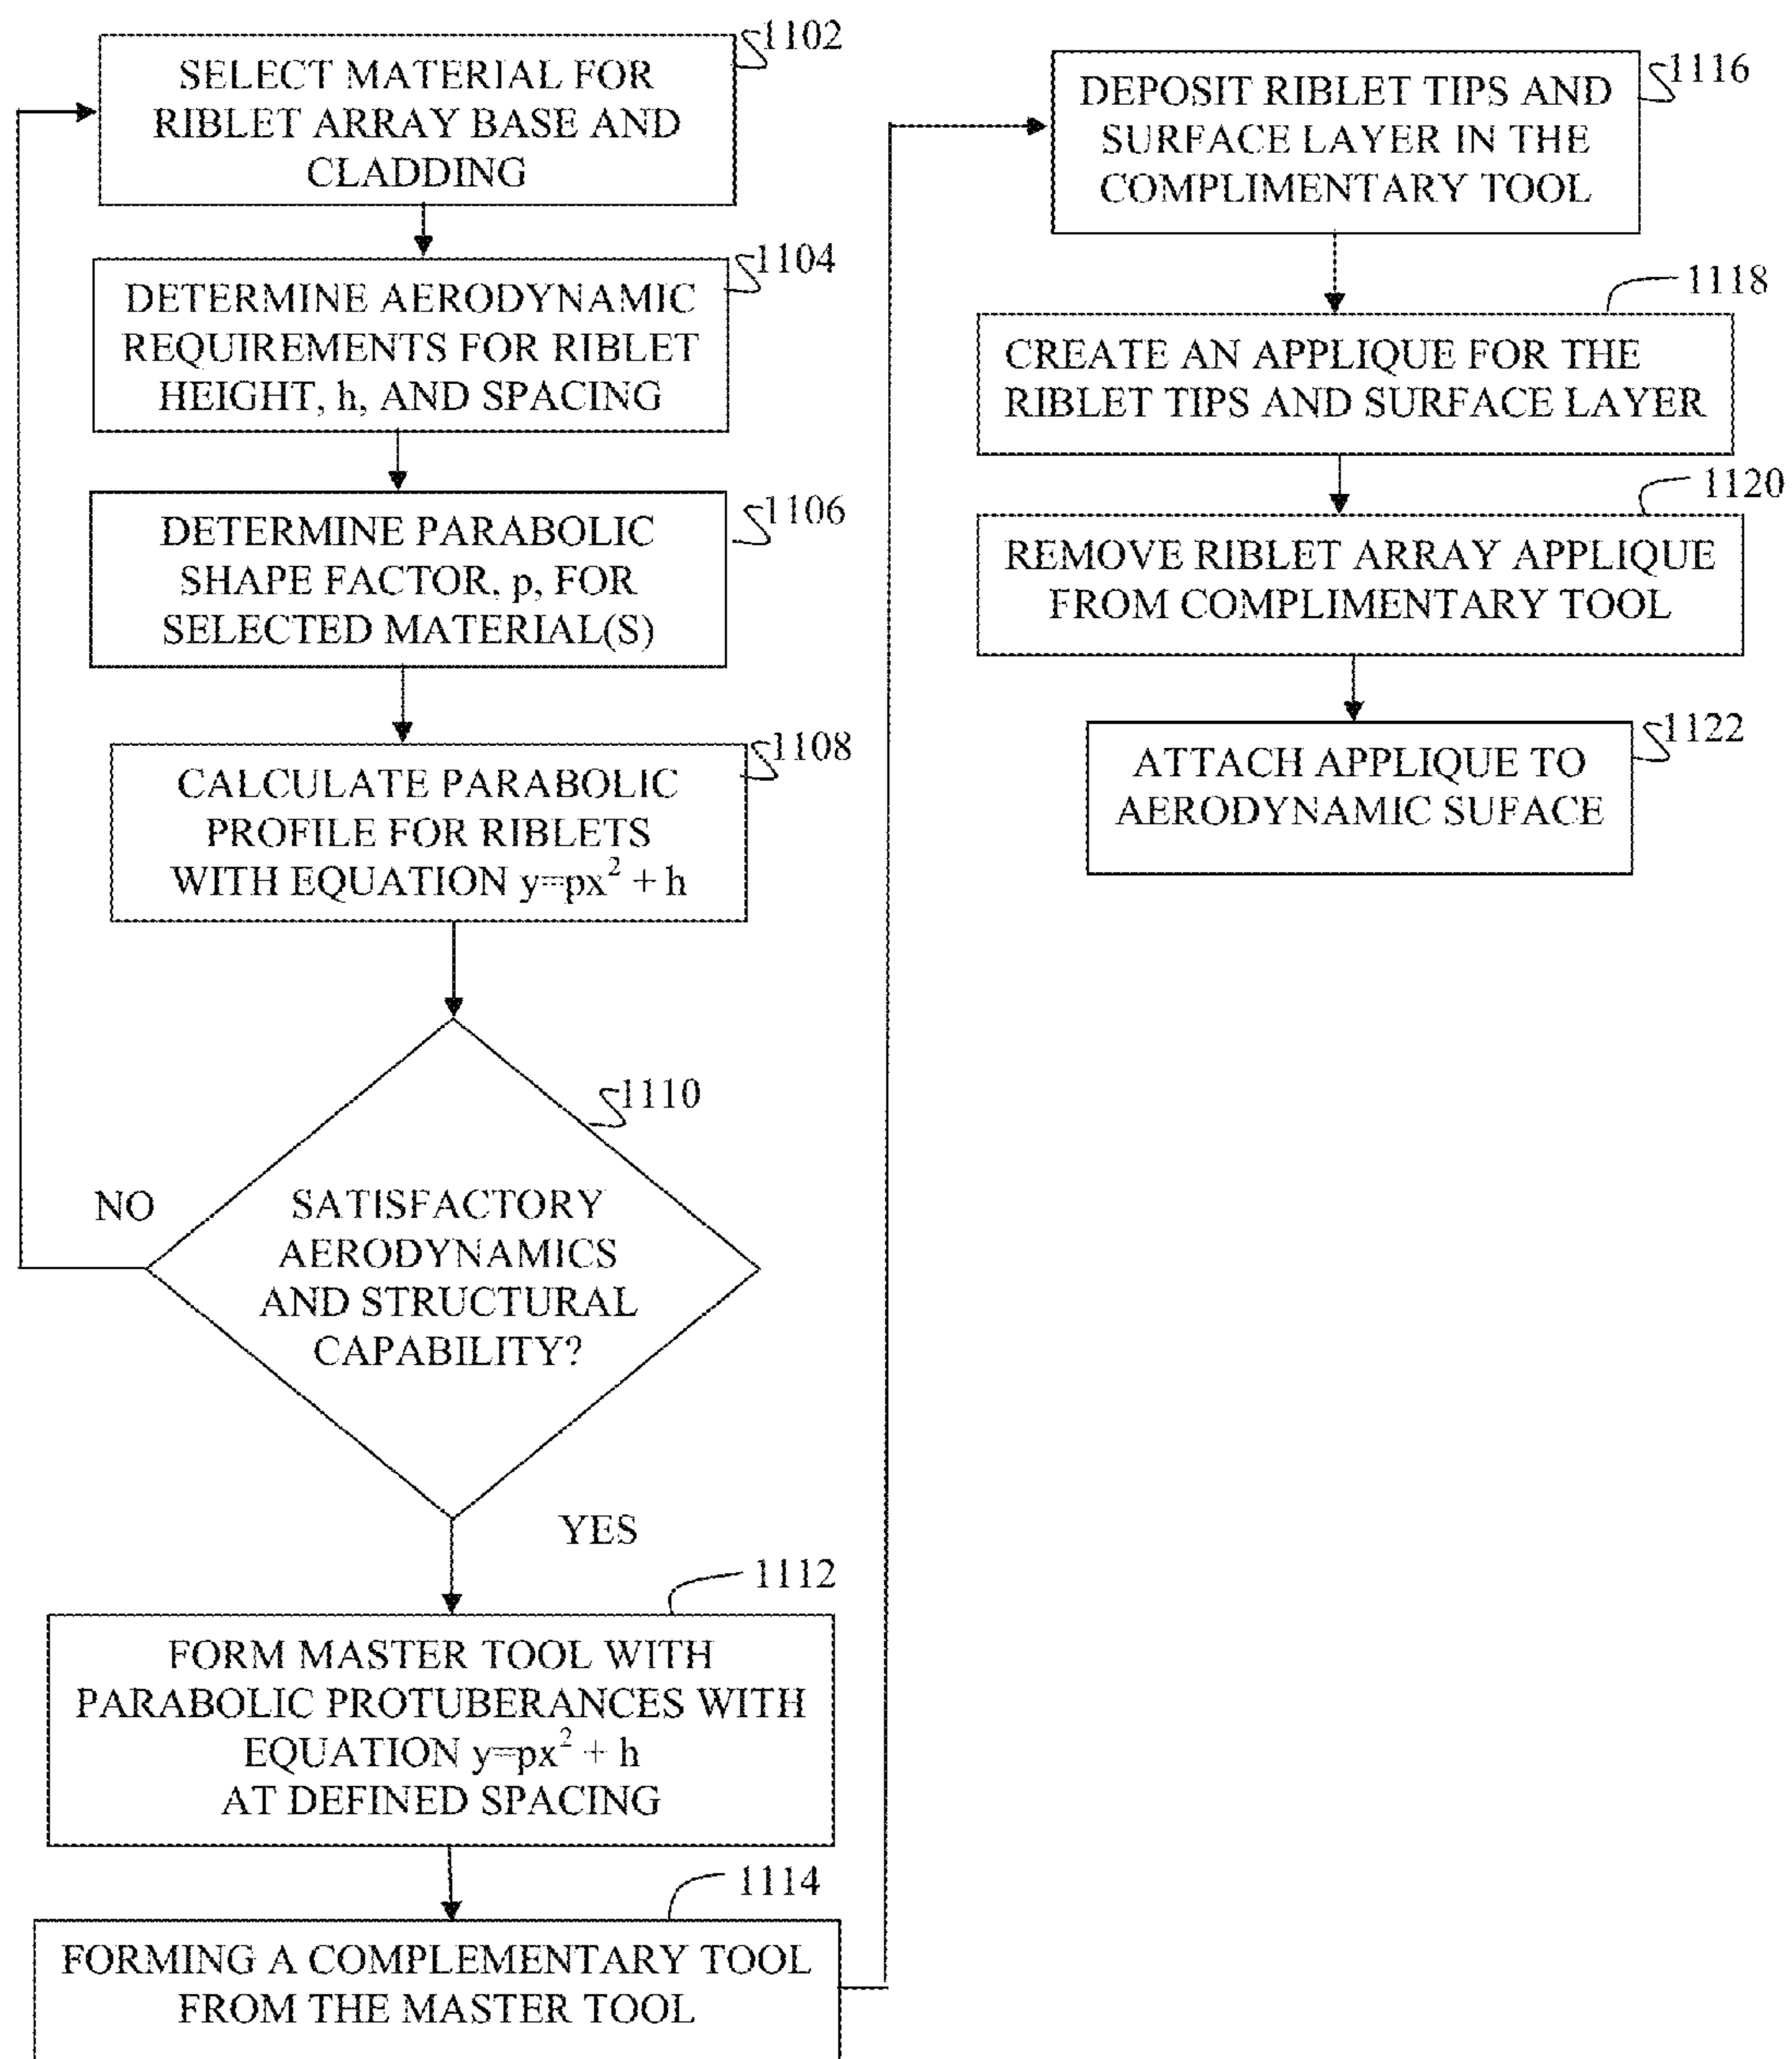 1102
SELECT MATERIAL FOR
RIBLET ARRAY BASE AND
CLADDING
1104
DETERMINE AERODYNAMIC
REQUIREMENTS FOR RIBLET
HEIGHT, h, AND SPACING
1106
DETERMINE PARABOLIC
SHAPE FACTOR, p, FOR
SELECTED MATERIAL(S)
1108
CALCULATE PARABOLIC
PROFILE FOR RIBLETS
WITH EQUATION y=px² + h
1110
NO
SATISFACTORY
AERODYNAMICS
AND STRUCTURAL
CAPABILITY?
YES
1112
FORM MASTER TOOL WITH
PARABOLIC PROTUBERANCES WITH
EQUATION y=px² + h
AT DEFINED SPACING
1114
FORMING A COMPLEMENTARY TOOL
FROM THE MASTER TOOL
1116
DEPOSIT RIBLET TIPS AND
SURFACE LAYER IN THE
COMPLIMENTARY TOOL
1118
CREATE AN APPLIQUE FOR THE
RIBLET TIPS AND SURFACE LAYER
1120
REMOVE RIBLET ARRAY APPLIQUE
FROM COMPLIMENTARY TOOL
1122
ATTACH APPLIQUE TO
AERODYNAMIC SUFACE